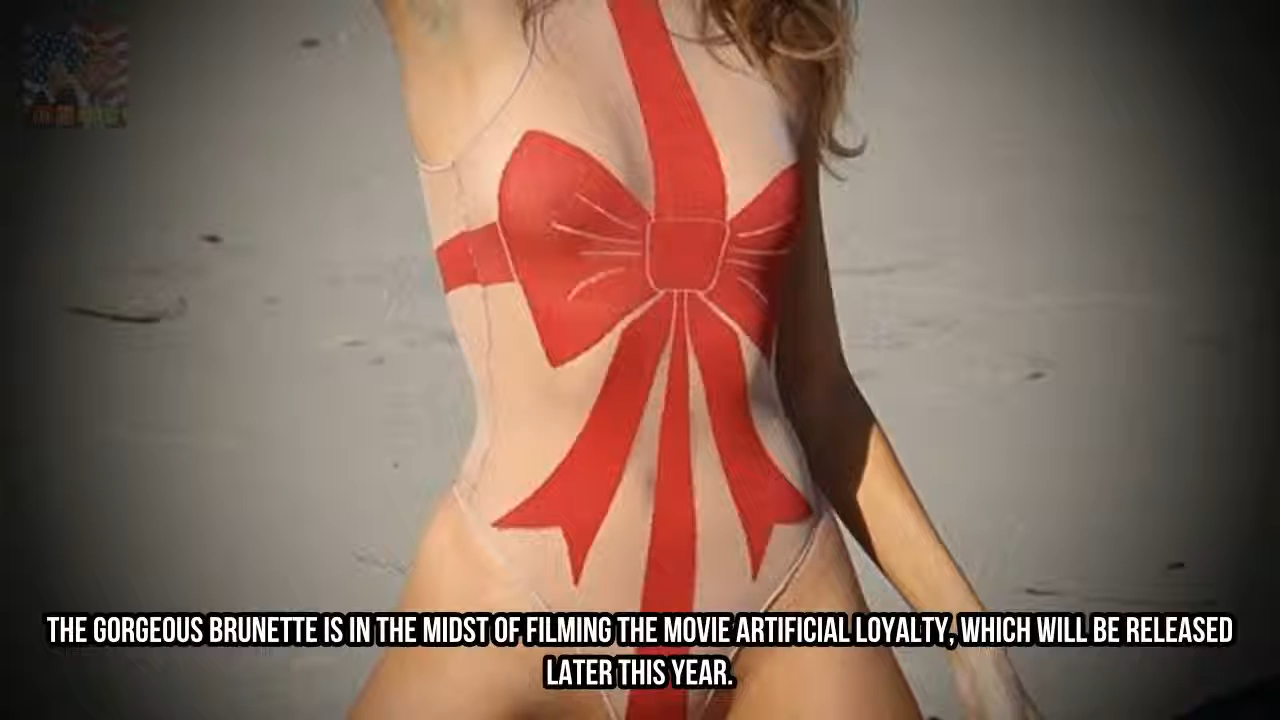 THE GORGEOUS BRUNETTE IS IN THE MIDST OF FILMING THE MOVIE ARTIFICIAL LOYALTY, WHICH WILL BE RELEASED
LATER THIS YEAR.